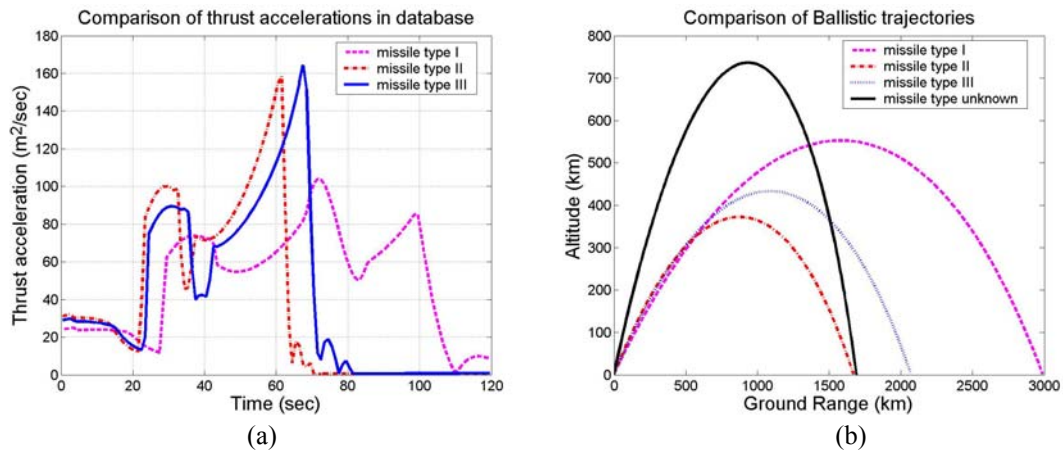 Comparison of thrust accelerations in database
180
160
140
120
100
80
60
40
20
0
Thrust acceleration (m²/sec)
missile type I
missile type II
missile type III
0 20 40 60 80 100 120
Time (sec)
(a)
Comparison of Ballistic trajectories
800
700
600
500
400
300
200
100
0
Altitude (km)
missile type I
missile type II
missile type III
missile type unknown
0 500 1000 1500 2000 2500 3000
Ground Range (km)
(b)